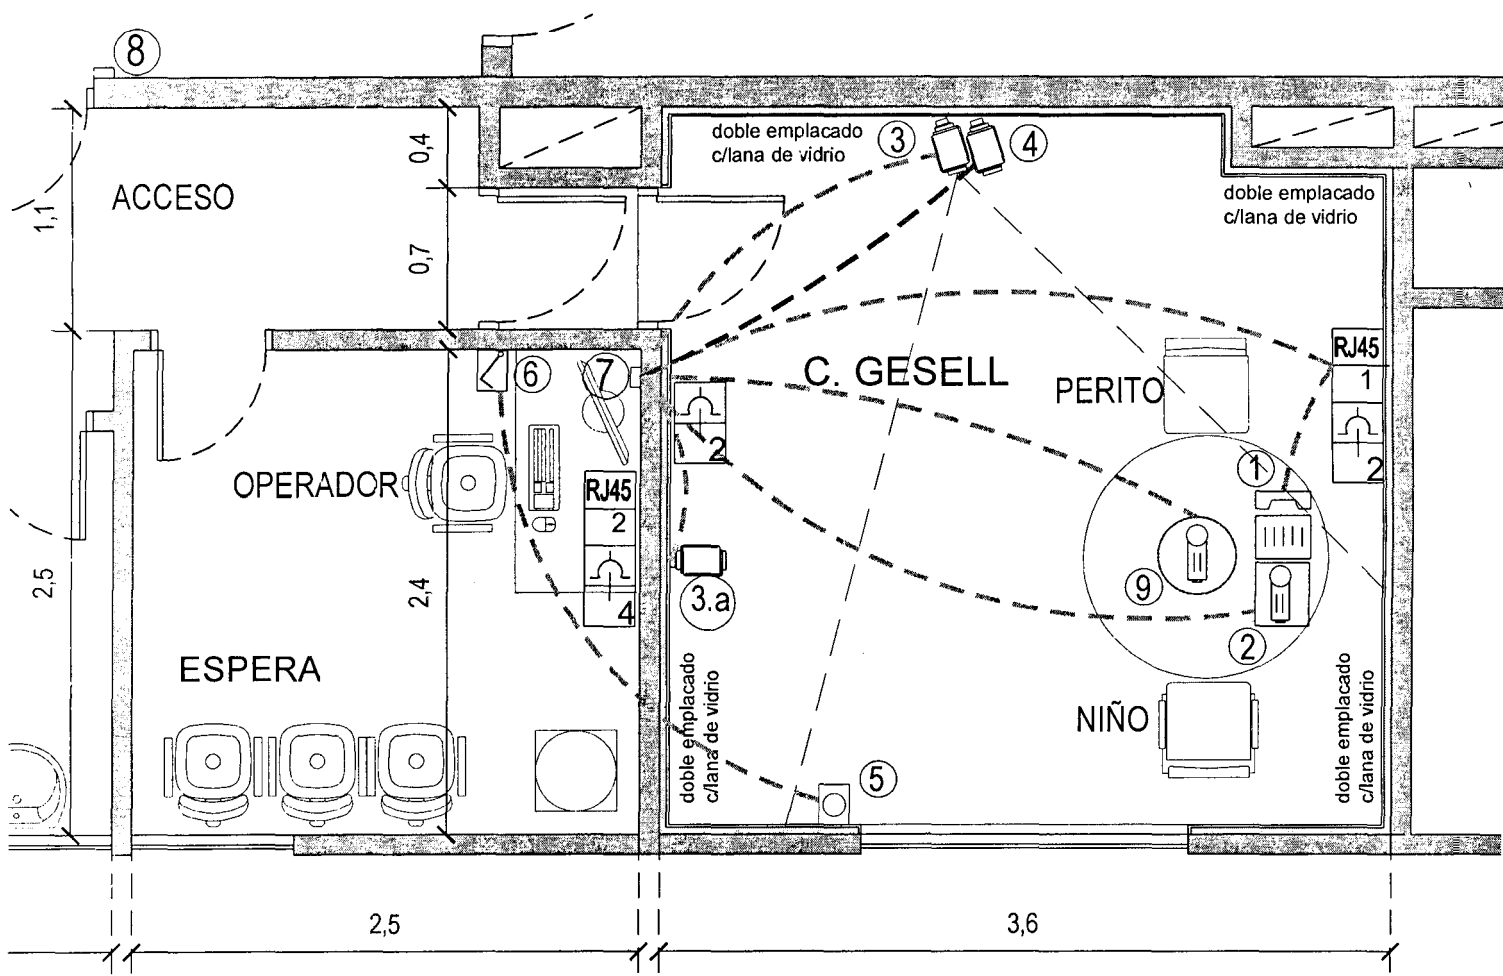 8
doble emplacado
c/lana de vidrio
3
4
0,4
ACCESO
1,1
doble emplacado
c/lana de vidrio
0,7
RJ45
1
2
6
7
C. GESELL
PERITO
2
OPERADOR
1
RJ45
2
4
2,5
2,4
3.a
9
2
ESPERA
doble emplacado
c/lana de vidrio
NIÑO
doble emplacado
c/lana de vidrio
5
2,5
3,6